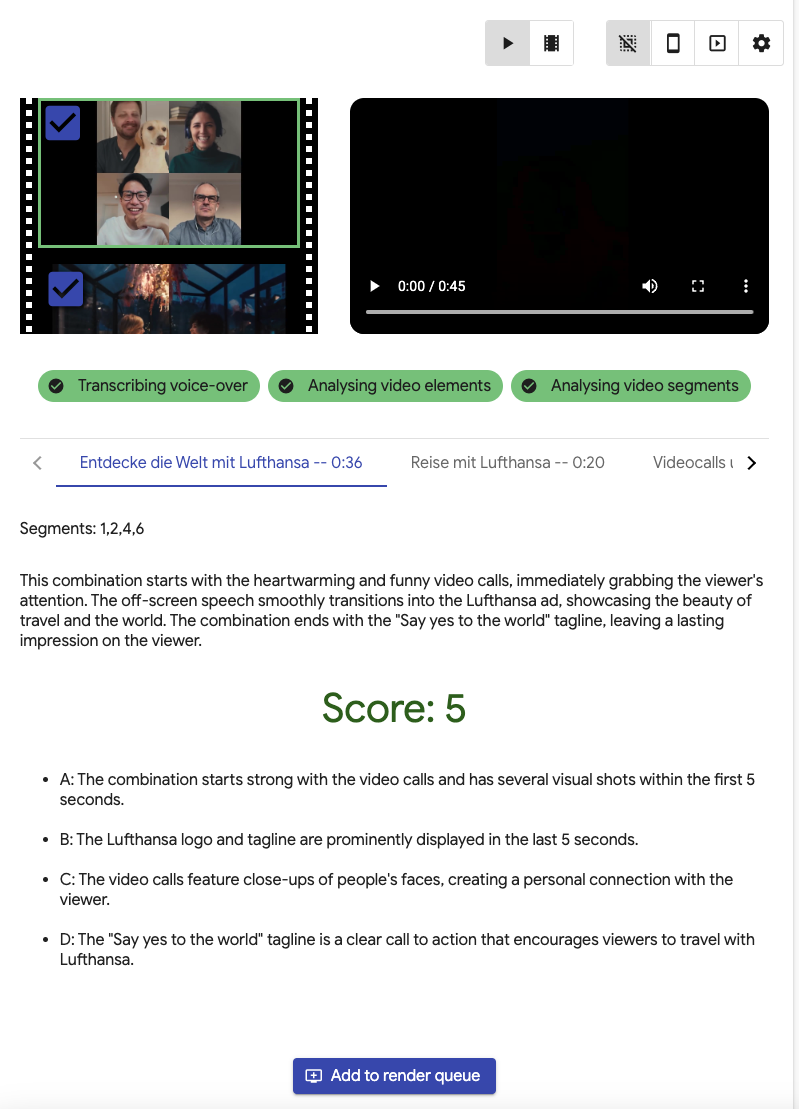 0:00 / 0:45
Transcribing voice-over
Analysing video elements
Analysing video segments
Entdecke die Welt mit Lufthansa -- 0:36
Reise mit Lufthansa -- 0:20
Videocalls
Segments: 1,2,4,6
This combination starts with the heartwarming and funny video calls, immediately grabbing the viewer's
attention. The off-screen speech smoothly transitions into the Lufthansa ad, showcasing the beauty of
travel and the world. The combination ends with the "Say yes to the world" tagline, leaving a lasting
impression on the viewer.
Score: 5
• A: The combination starts strong with the video calls and has several visual shots within the first 5
seconds.
• B: The Lufthansa logo and tagline are prominently displayed in the last 5 seconds.
• C: The video calls feature close-ups of people's faces, creating a personal connection with the
viewer.
• D: The "Say yes to the world" tagline is a clear call to action that encourages viewers to travel with
Lufthansa.
Add to render queue